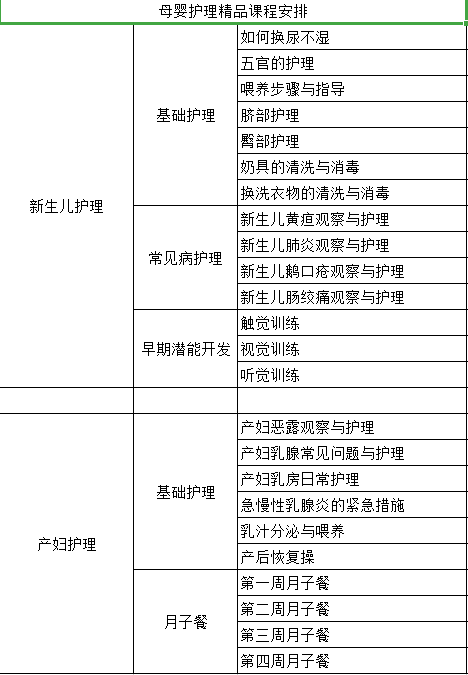 母婴护理精品课程安排
新生儿护理
基础护理
如何换尿不湿
五官的护理
喂养步骤与指导
脐部护理
臀部护理
奶具的清洗与消毒
换洗衣物的清洗与消毒
常见病护理
新生儿黄疸观察与护理
新生儿肺炎观察与护理
新生儿鹅口疮观察与护理
新生儿肠绞痛观察与护理
早期潜能开发
触觉训练
视觉训练
听觉训练
产妇护理
基础护理
产妇恶露观察与护理
产妇乳腺常见问题与护理
产妇乳房日常护理
急慢性乳腺炎的紧急措施
乳汁分泌与喂养
产后恢复操
月子餐
第一周月子餐
第二周月子餐
第三周月子餐
第四周月子餐